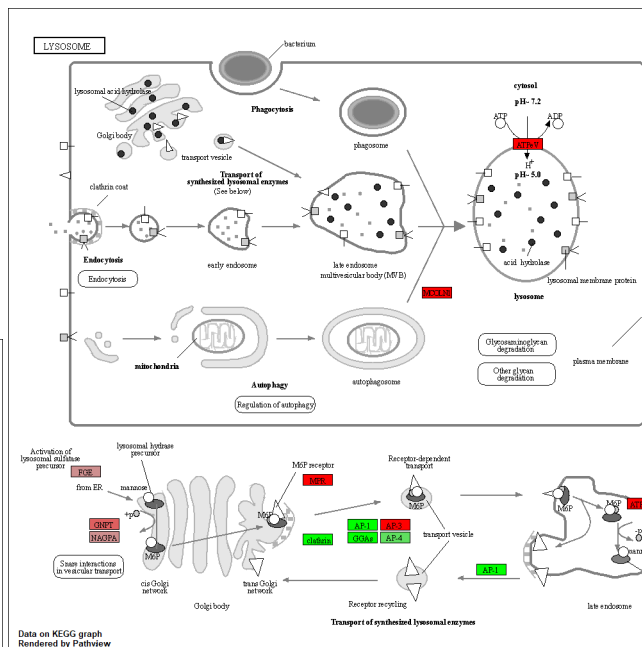 LYSOSOME
bacterium
lysosomal acid hydrolase
Phagocytosis
Golgi body
transport vesicle
phagosome
cytosol
pH~ 7.2
ATP
ADP
ATPeV
H+
pH~ 5.0
Transport of
synthesized lysosomal enzymes
(See below)
clathrin coat
Endocytosis
Endocytosis
early endosome
late endosome
multivesicular body (MVB)
acid hydrolase
lysosomal membrane protein
lysosome
MCOLN1
mitochondria
Autophagy
autophagosome
Regulation of autophagy
Glycosaminoglycan
degradation
Other glycan
degradation
plasma membrane
Activation of
lysosomal sulfatase
precursor
FGE
lysosomal hydrase
precursor
from ER
mannose
+p
GNPT
NAGPA
M6P
Snare interactions
in vesicular transport
cis Golgi
network
Golgi body
M6P receptor
MPR
M6P
clathrin
AP-1
AP-3
GGAs
AP-4
trans Golgi
network
Receptor-dependent
transport
M6P
transport vesicle
Receptor recycling
AP-1
M6P
M6P
late endosome
Transport of synthesized lysosomal enzymes
Data on KEGG graph
Rendered by Pathview